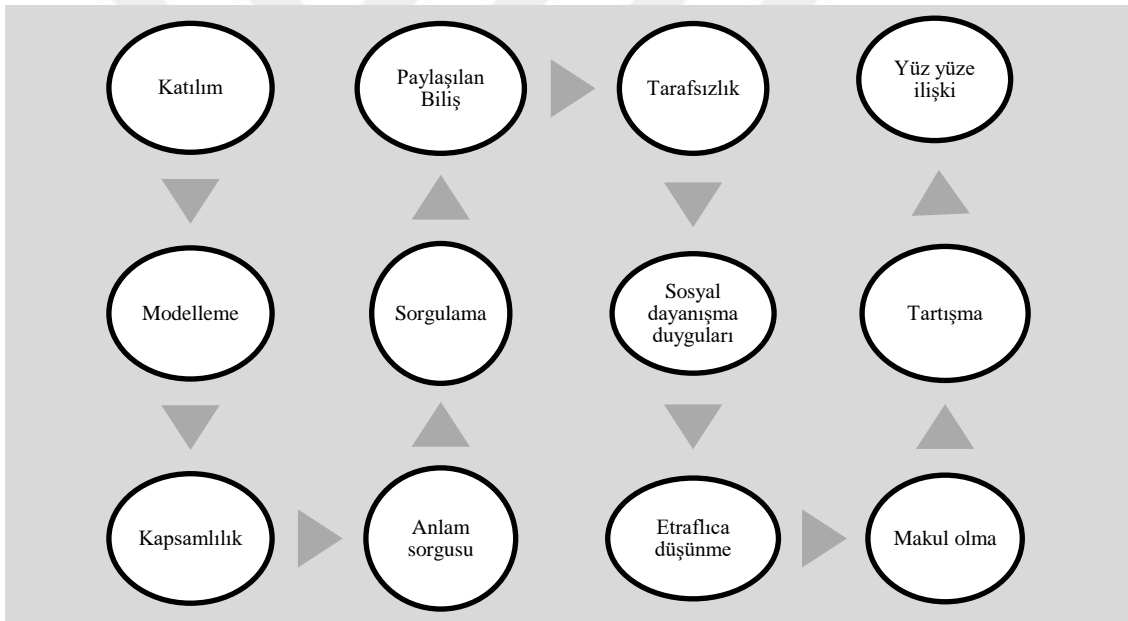 Katılım
Modelleme
Kapsamlılık
Anlam
sorgusu
Sorgulama
Paylaşılan
Biliş
Tarafsızlık
Sosyal
dayanışma
duyguları
Etraflıca
düşünme
Makul olma
Tartışma
Yüz yüze
ilişki